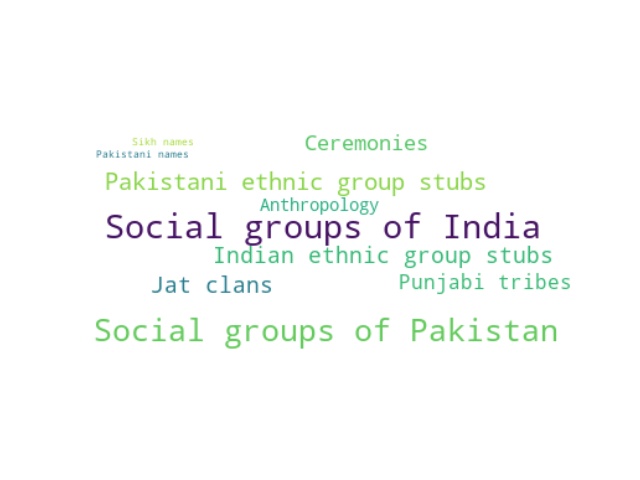 Sikh names
Ceremonies
Pakistani names
Pakistani ethnic group stubs
Anthropology
Social groups of India
Indian ethnic group stubs
Jat clans
Punjabi tribes
Social groups of Pakistan